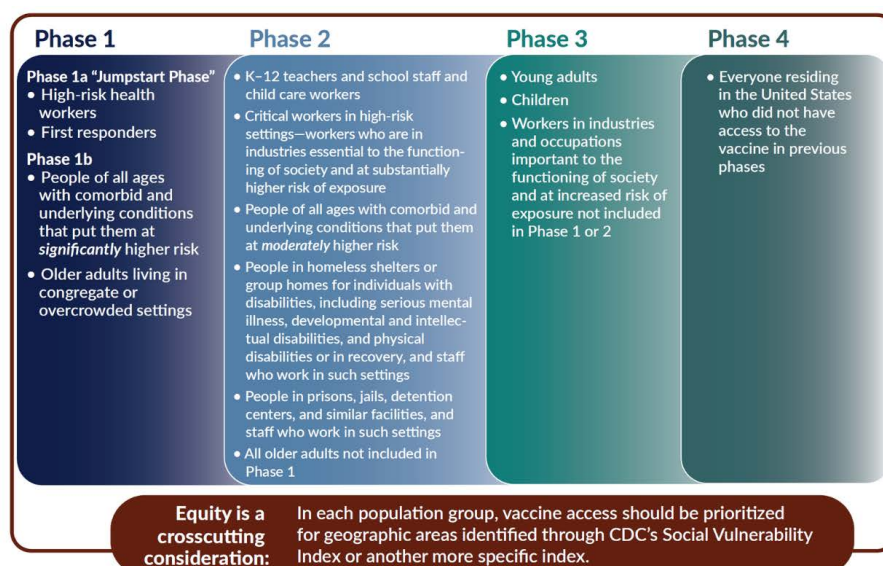 Phase 1
Phase 1a “Jumpstart Phase”
• High-risk health
workers
• First responders
Phase 1b
• People of all ages
with comorbid and
underlying conditions
that put them at
significantly higher risk
• Older adults living in
congregate or
overcrowded settings
Phase 2
• K–12 teachers and school staff and
child care workers
• Critical workers in high-risk
settings—workers who are in
industries essential to the function-
ing of society and at substantially
higher risk of exposure
• People of all ages with comorbid and
underlying conditions that put them
at moderately higher risk
• People in homeless shelters or
group homes for individuals with
disabilities, including serious mental
illness, developmental and intellec-
tual disabilities, and physical
disabilities or in recovery, and staff
who work in such settings
• People in prisons, jails, detention
centers, and similar facilities, and
staff who work in such settings
• All older adults not included in
Phase 1
Phase 3
• Young adults
• Children
• Workers in industries
and occupations
important to the
functioning of society
and at increased risk of
exposure not included
in Phase 1 or 2
Phase 4
• Everyone residing
in the United States
who did not have
access to the
vaccine in previous
phases
Equity is a
crosscutting
consideration:
In each population group, vaccine access should be prioritized
for geographic areas identified through CDC’s Social Vulnerability
Index or another more specific index.